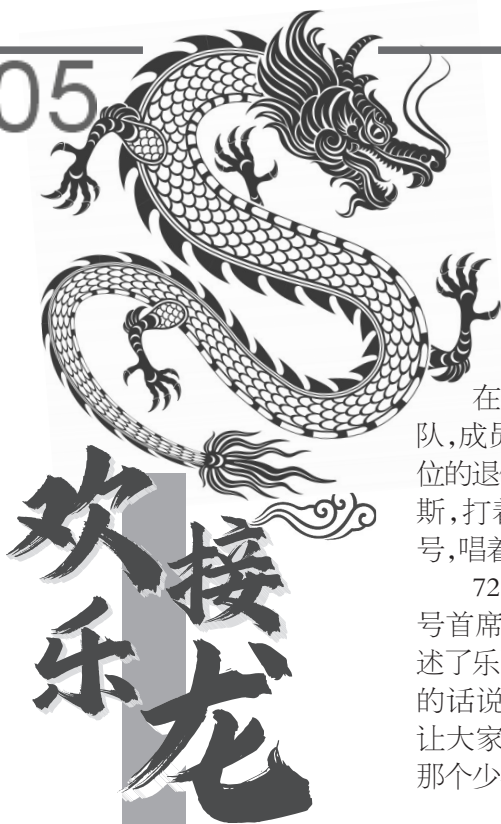 05
欢乐
接龙
在
队,成员
位的退
斯,打着
号,唱着
72
号首席
述了乐
的话说
让大家
那个少